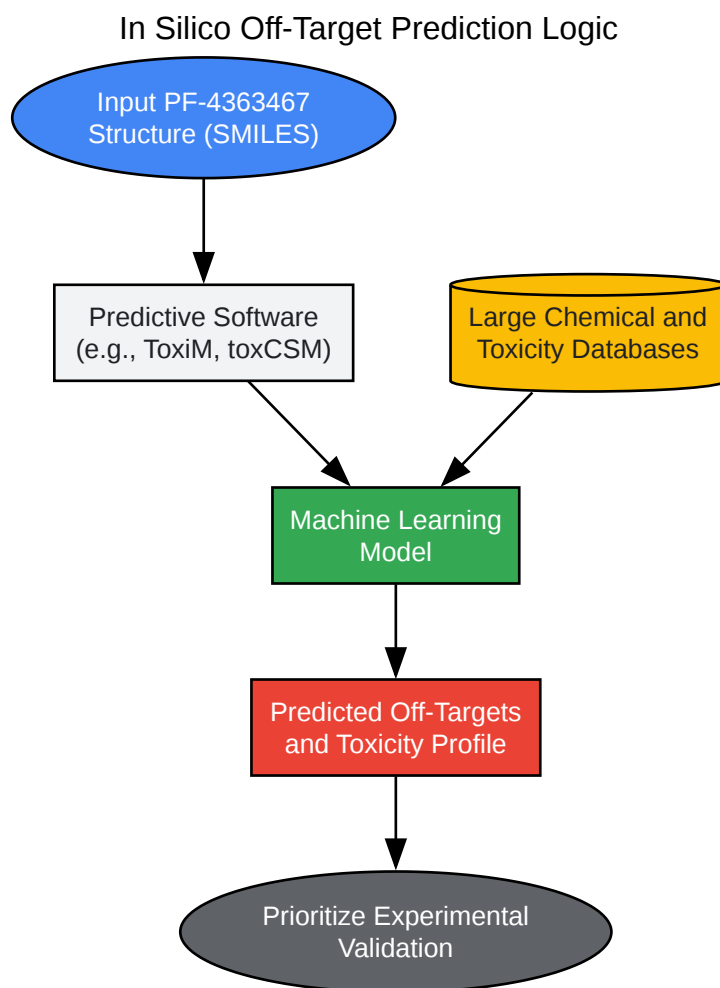 In Silico Off-Target Prediction Logic
Input PF-4363467
Structure (SMILES)
Predictive Software
(e.g., ToxiM, toxCSM)
Large Chemical and
Toxicity Databases
Machine Learning
Model
Predicted Off-Targets
and Toxicity Profile
Prioritize Experimental
Validation